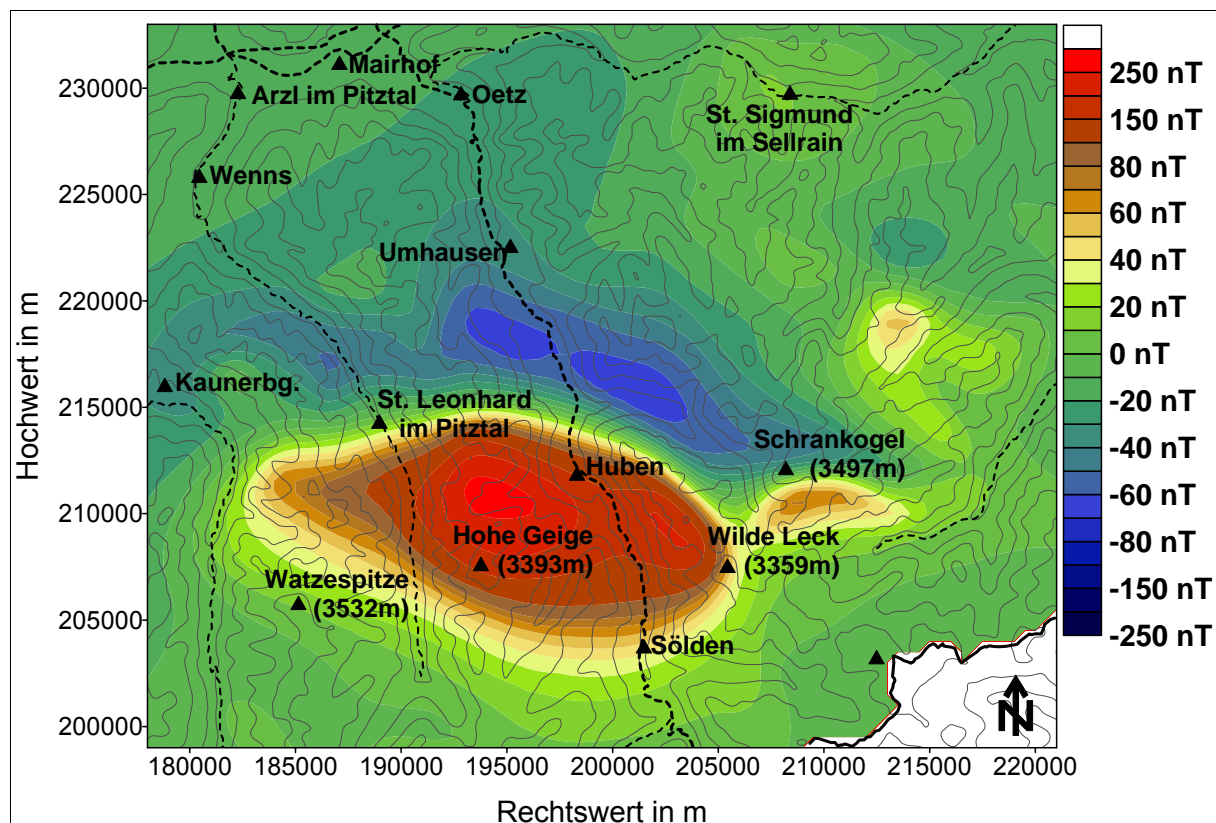 230000
225000
220000
215000
210000
205000
200000
Hochwert in m
Mairhof
Arzl im Pitztal
Oetz
St. Sigmund
im Sellrain
Wenns
Umhausen
Kaunerbg.
St. Leonhard
im Pitztal
Schrankogel
(3497m)
Huben
Hohe Geige
(3393m)
Wilde Leck
(3359m)
Watzespitze
(3532m)
Sölden
N
180000 185000 190000 195000 200000 205000 210000 215000 220000
Rechtswert in m
250 nT
150 nT
80 nT
60 nT
40 nT
20 nT
0 nT
-20 nT
-40 nT
-60 nT
-80 nT
-150 nT
-250 nT